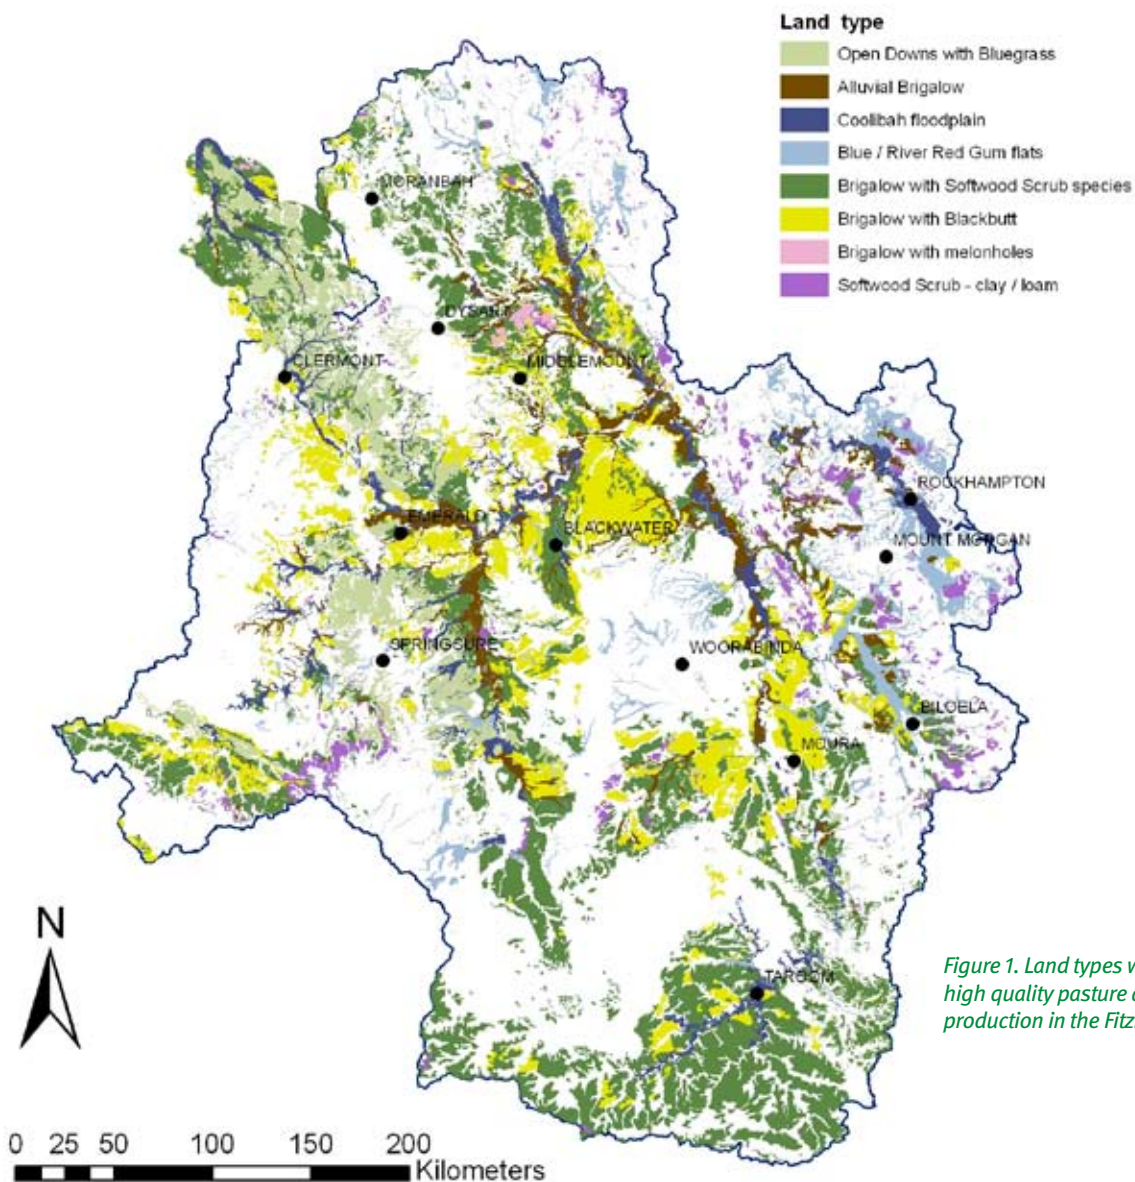 Land type
Open Downs with Bluegrass
Alluvial Brigalow
Coolibah floodplain
Blue / River Red Gum flats
Brigalow with Softwood Scrub species
Brigalow with Blackbutt
Brigalow with melonholes
Softwood Scrub - clay / loam
MORANBAH
DYSART
CLERMONT
MIDDLEMOUNT
ROCKHAMPTON
EMERALD
BLACKWATER
MOUNT MORGAN
SPRINGSURE
WOORABINDA
BILOELA
MOURA
N
TAROOM
Figure 1. Land types w
high quality pasture a
production in the Fitz
0 25 50 100 150 200
Kilometers